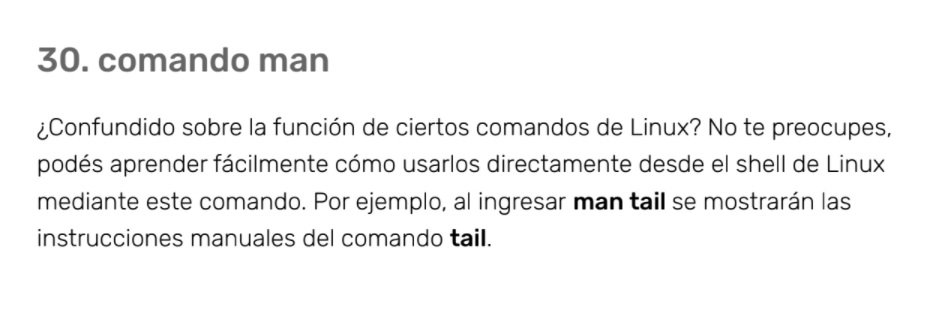 30. comando man
¿Confundido sobre la función de ciertos comandos de Linux? No te preocupes,
podés aprender fácilmente cómo usarlos directamente desde el shell de Linux
mediante este comando. Por ejemplo, al ingresar man tail se mostrarán las
instrucciones manuales del comando tail.